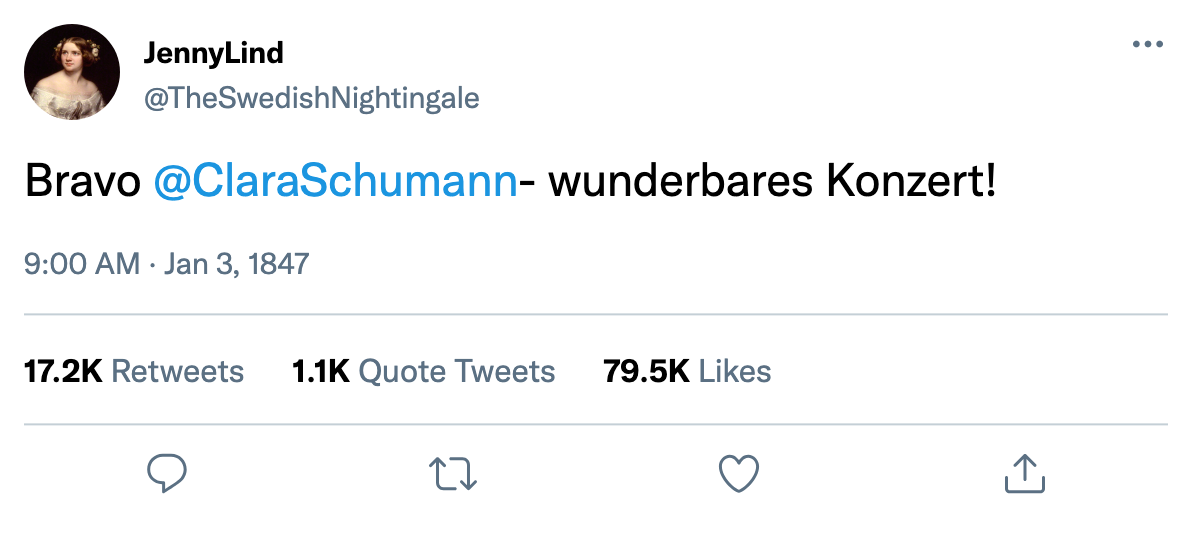 JennyLind
@TheSwedishNightingale
Bravo @ClaraSchumann- wunderbares Konzert!
9:00 AM · Jan 3, 1847
17.2K Retweets 1.1K Quote Tweets 79.5K Likes